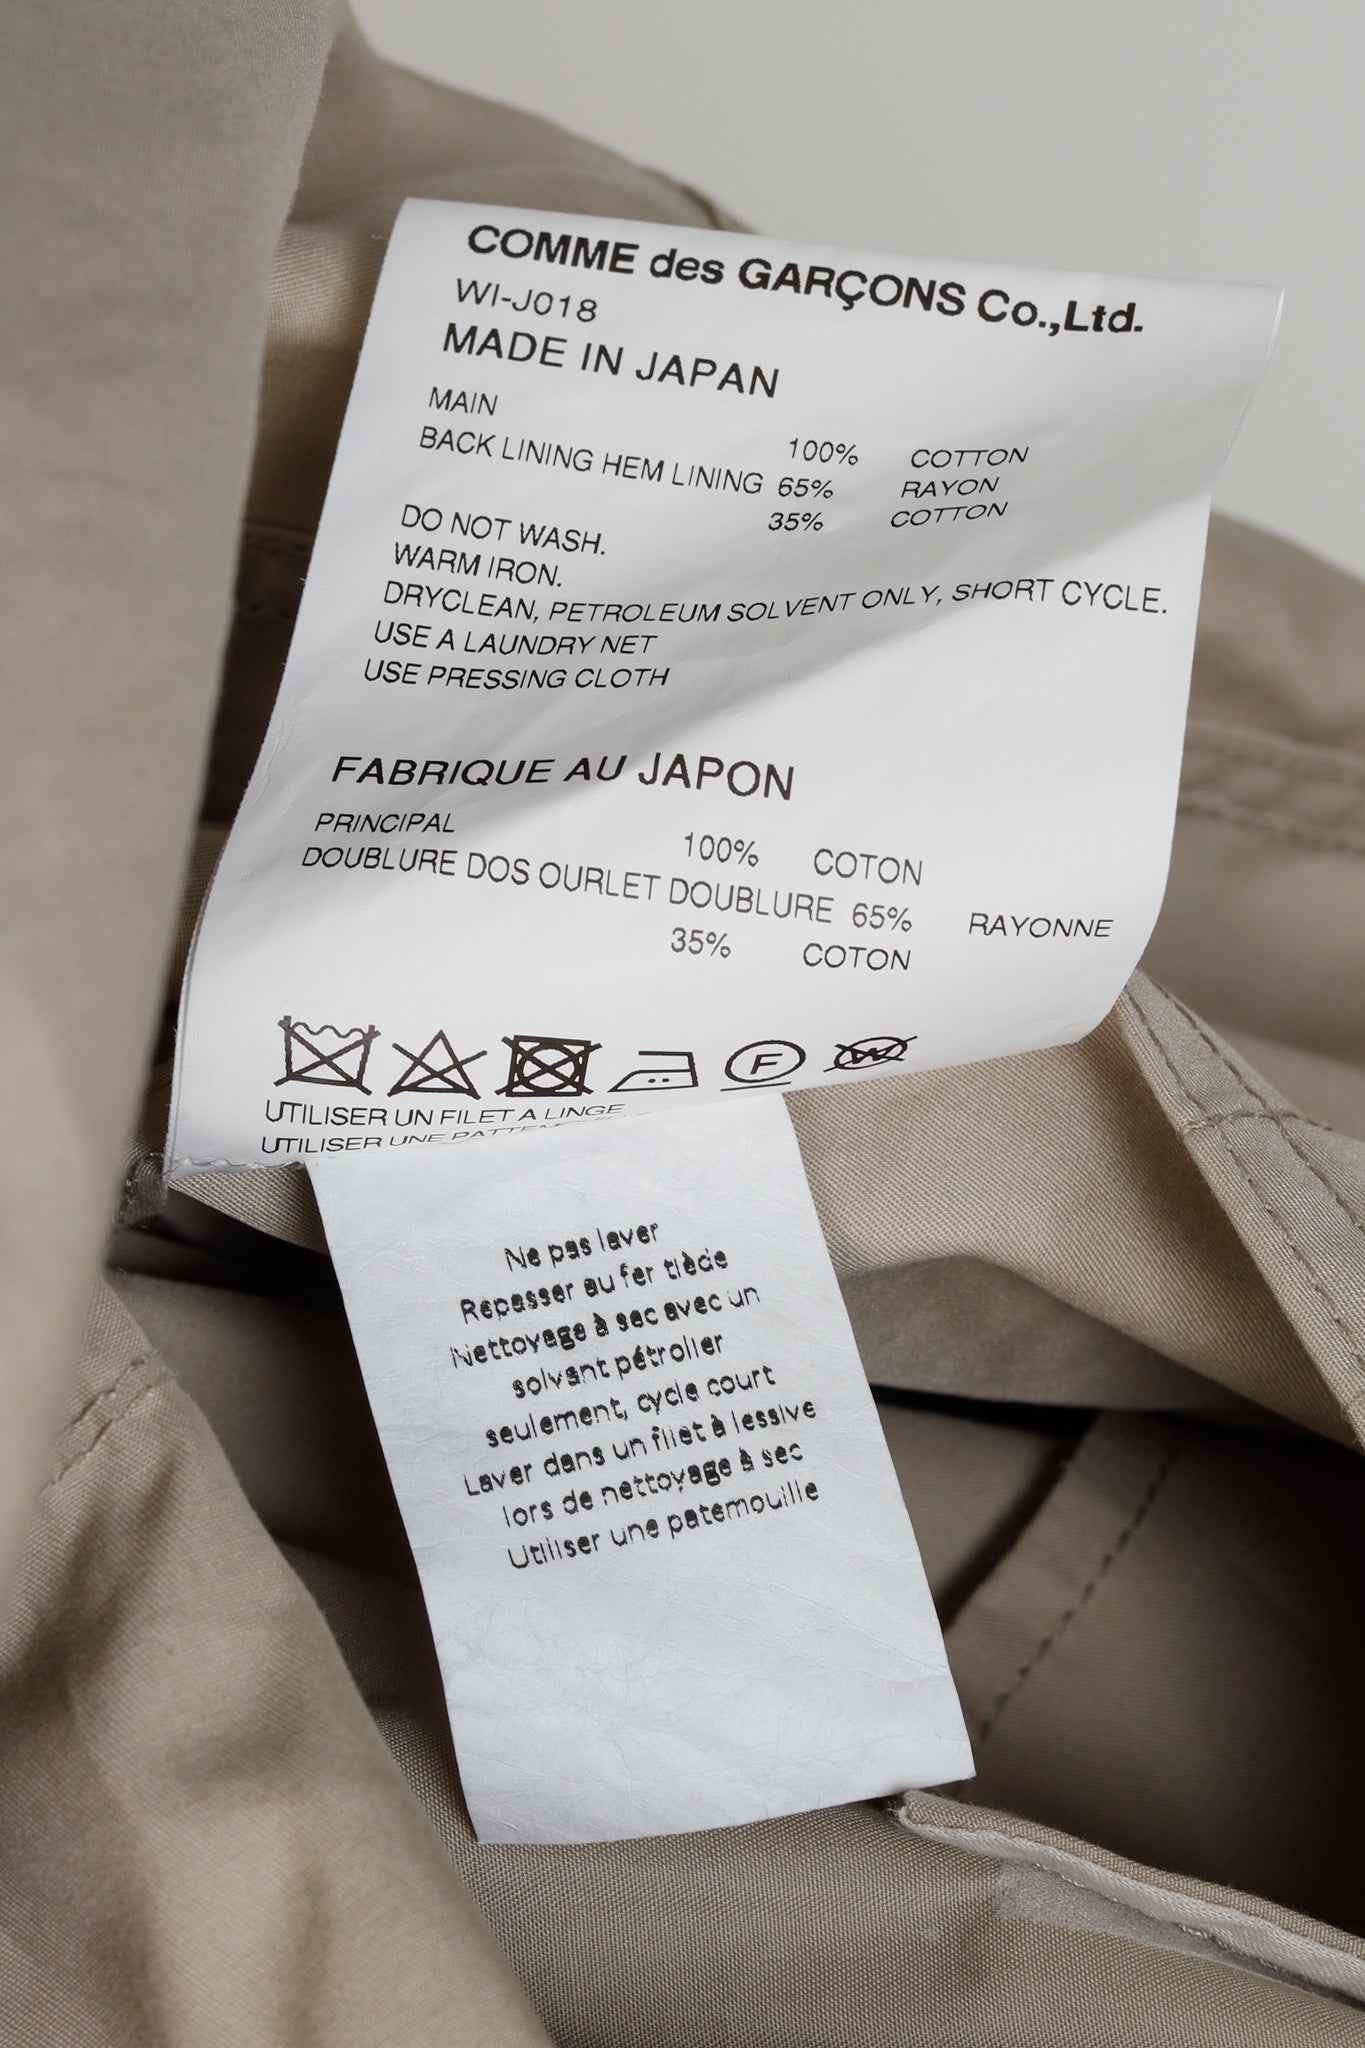 COMME des GARÇONS Co.,Ltd.
WI-J018
MADE IN JAPAN
MAIN 100% COTTON
BACK LINING HEM LINING 65% RAYON
35% COTTON
DO NOT WASH.
WARM IRON.
DRYCLEAN, PETROLEUM SOLVENT ONLY, SHORT CYCLE.
USE A LAUNDRY NET
USE PRESSING CLOTH
FABRIQUE AU JAPON
PRINCIPAL 100% COTON
DOUBLURE DOS OURLET DOUBLURE 65% RAYONNE
35% COTON
F W
UTILISER UN FILET A LINGE
UTILISER UNE
Ne pas laver
Repasser au fer tiède
Nettoyage à sec avec un
solvant pétrolier
seulement, cycle court
Laver dans un filet à lessive
lors de nettoyage à sec
Utiliser une patemouille